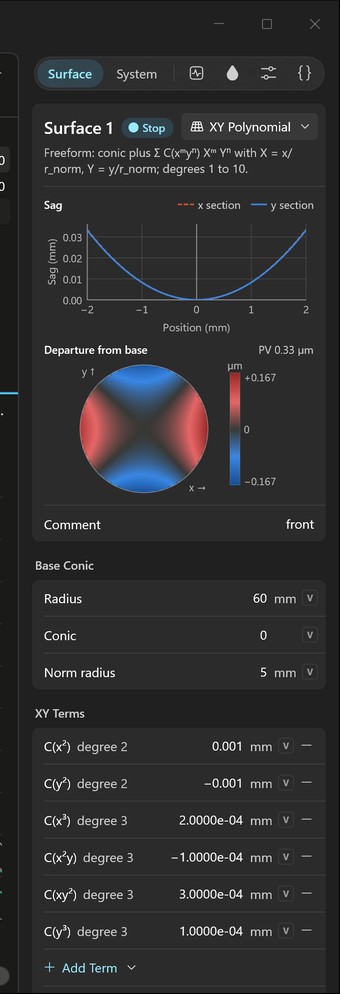 Surface
System
{}
Surface 1
Stop
XY Polynomial
Freeform: conic plus Σ C(xᵐyⁿ) Xᵐ Yⁿ with X = x/
r_norm, Y = y/r_norm; degrees 1 to 10.
Sag
x section
y section
Sag (mm)
0.03
0.02
0.01
0.00
−2
−1
0
1
2
Position (mm)
Departure from base
PV 0.33 µm
y ↑
x →
µm
+0.167
0
−0.167
Comment
front
Base Conic
Radius 60 mm V
Conic 0 V
Norm radius 5 mm V
XY Terms
C(x²) degree 2 0.001 mm V
C(y²) degree 2 −0.001 mm V
C(x³) degree 3 2.0000e-04 mm V
C(x²y) degree 3 −1.0000e-04 mm V
C(xy²) degree 3 3.0000e-04 mm V
C(y³) degree 3 1.0000e-04 mm V
+ Add Term